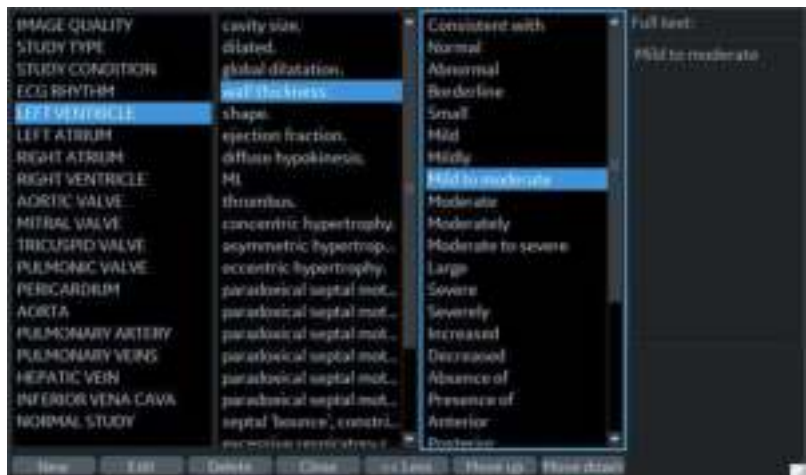 IMAGE QUALITY
STUDY TYPE
STUDY CONDITION
ECG RHYTHM
LEFT VENTRICLE
LEFT ATRIUM
RIGHT ATRIUM
RIGHT VENTRICLE
AORTIC VALVE
MITRAL VALVE
TRICUSPID VALVE
PULMONIC VALVE
PERICARDIUM
AORTA
PULMONARY ARTERY
PULMONARY VEINS
HEPATIC VEIN
INFERIOR VENA CAVA
NORMAL STUDY
cavity size.
dilated.
global dilatation.
wall thickness
shape.
ejection fraction.
diffuse hypokinesis.
MI.
thrombus.
concentric hypertrophy.
asymmetric hypertrop...
eccentric hypertrophy.
paradoxical septal mot...
paradoxical septal mot...
paradoxical septal mot...
paradoxical septal mot...
paradoxical septal mot...
paradoxical septal mot...
septal 'bounce', constri...
Consistent with
Normal
Abnormal
Borderline
Small
Mild
Mildly
Mild to moderate
Moderate
Moderately
Moderate to severe
Large
Severe
Severely
Increased
Decreased
Absence of
Presence of
Anterior
Posterior
Full text:
Mild to moderate
New
Edit
Delete
Close
<< Less
Move up
Move down